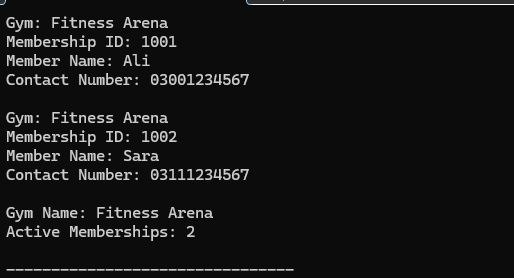 Gym: Fitness Arena
Membership ID: 1001
Member Name: Ali
Contact Number: 03001234567

Gym: Fitness Arena
Membership ID: 1002
Member Name: Sara
Contact Number: 03111234567

Gym Name: Fitness Arena
Active Memberships: 2

--------------------------------